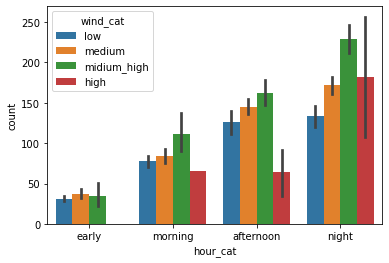 wind_cat
low
medium
midium_high
high
250
200
150
100
50
0
count
early morning afternoon night
hour_cat